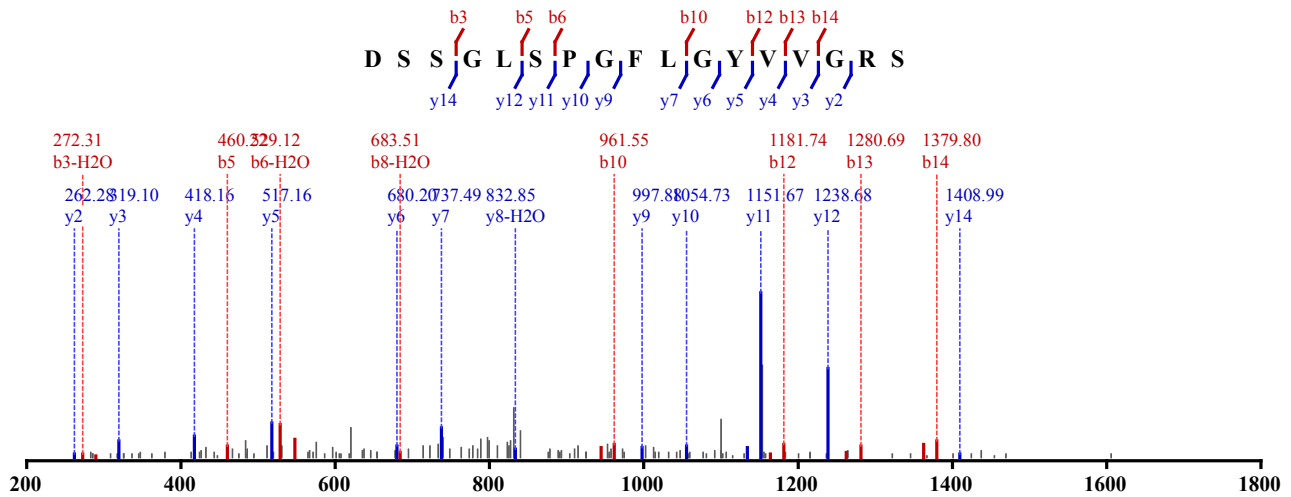 b3 b5 b6 b10 b12 b13 b14
D S S G L S P G F L G Y V V G R S
y14 y12 y11 y10 y9 y7 y6 y5 y4 y3 y2
272.31 460.32 529.12 683.51 961.55 1181.74 1280.69 1379.80
b3-H2O b5 b6-H2O b8-H2O b10 b12 b13 b14
262.28 319.10 418.16 517.16 680.20 737.49 832.85 997.88 1054.73 1151.67 1238.68 1408.99
y2 y3 y4 y5 y6 y7 y8-H2O y9 y10 y11 y12 y14
200 400 600 800 1000 1200 1400 1600 1800